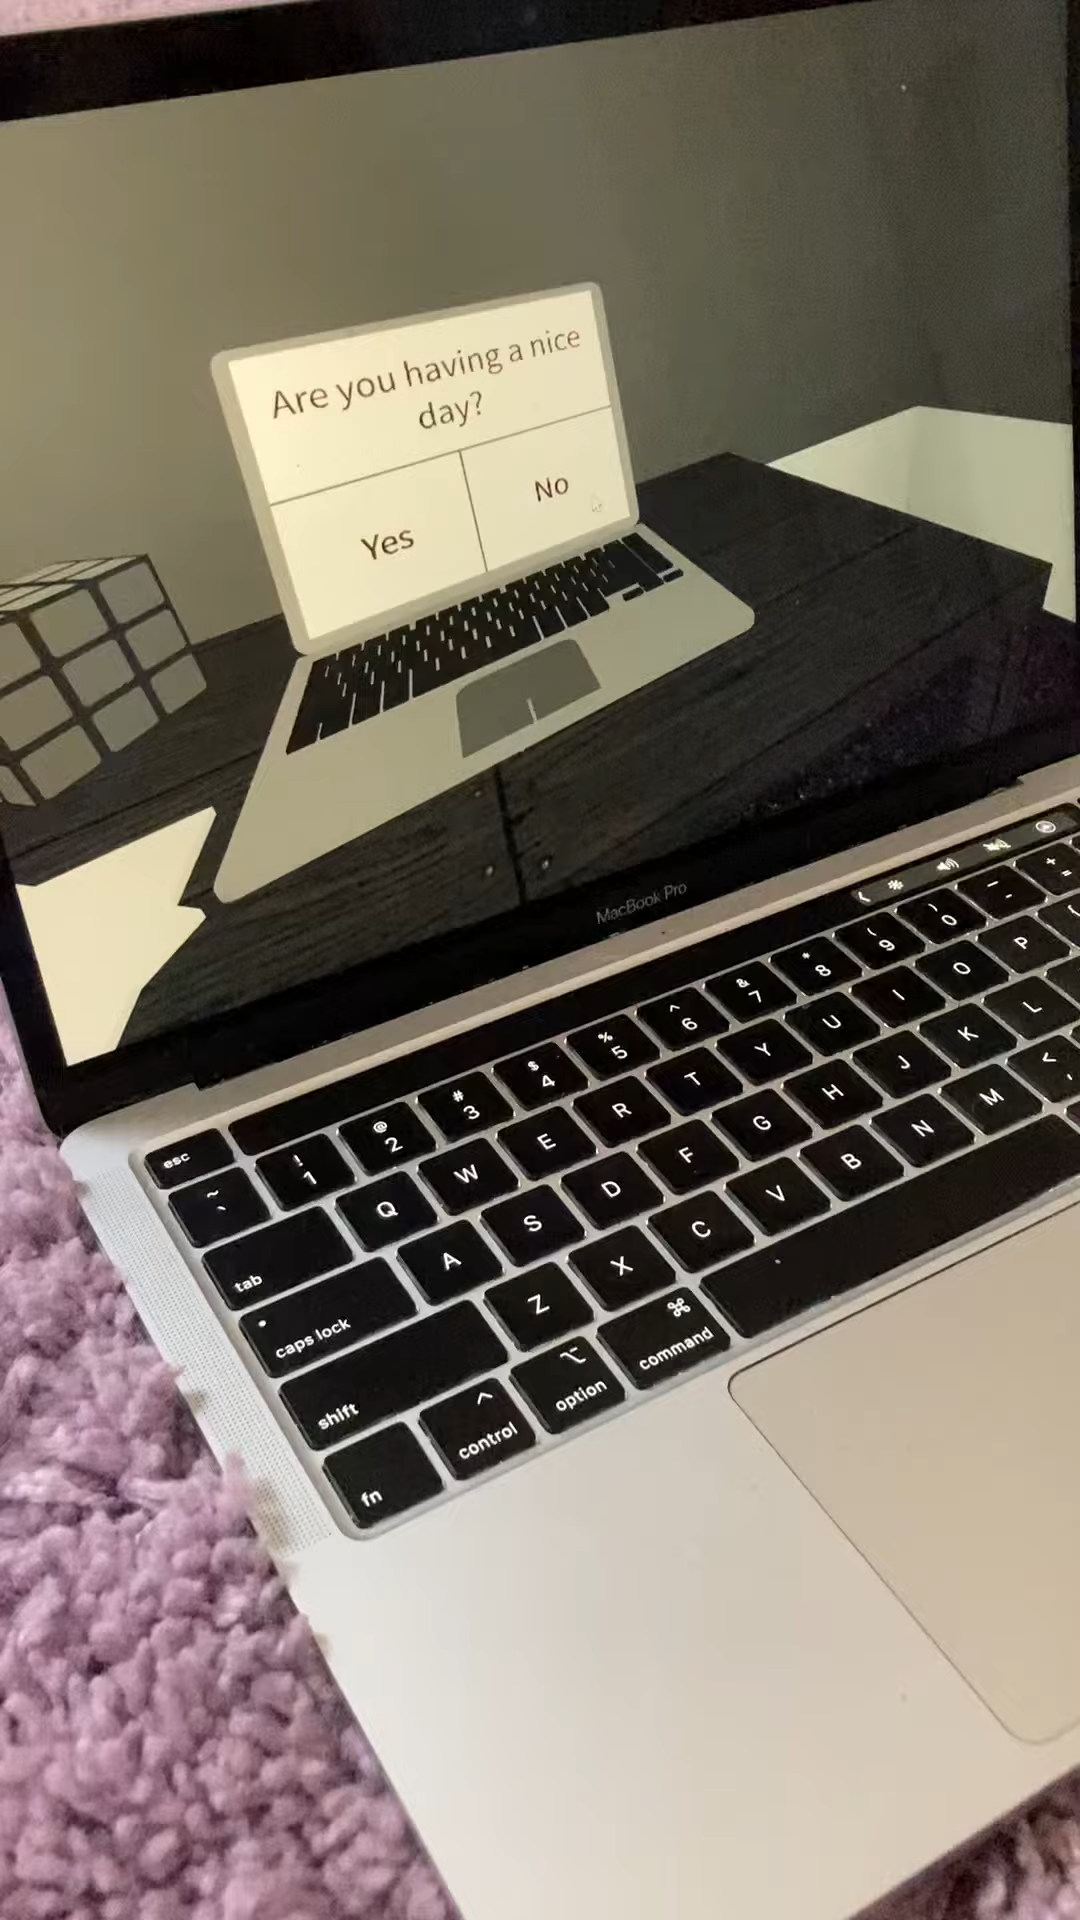 Are you having a nice
day?
Yes
No
MacBook Pro
esc
~ `
! 1
@ 2
# 3
$ 4
% 5
^ 6
& 7
* 8
( 9
) 0
_ -
+ =
tab
Q W E R T Y U I O P {
caps lock
A S D F G H J K L
shift
Z X C V B N M < ,
fn
control
option
command